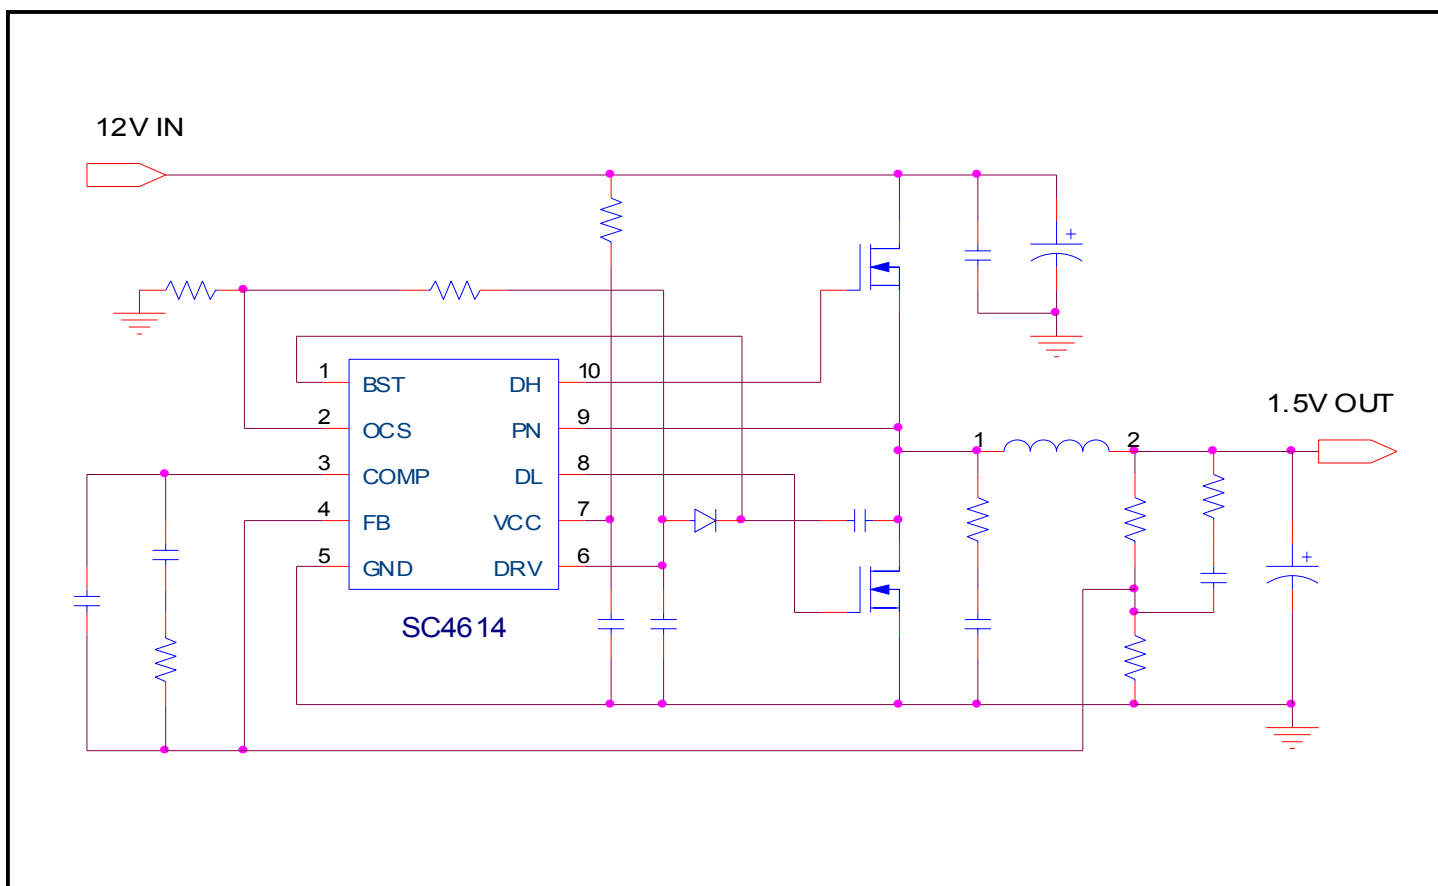 12V IN
1 BST DH 10
2 OCS PN 9
3 COMP DL 8
4 FB VCC 7
5 GND DRV 6
SC4614
+
1.5V OUT
1 2
+